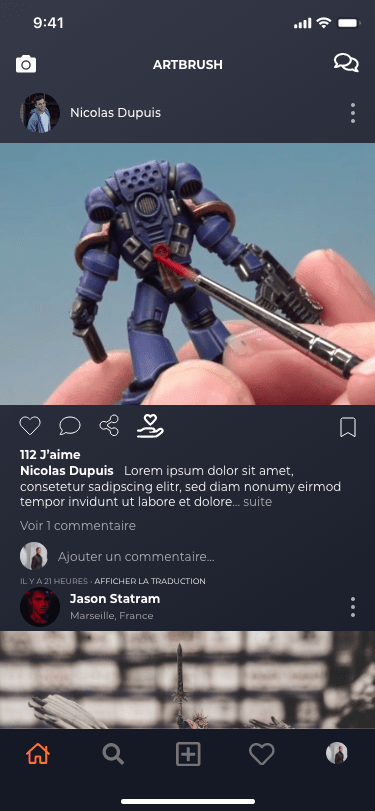 9:41
ARTBRUSH
Nicolas Dupuis
112 J'aime
Nicolas Dupuis Lorem ipsum dolor sit amet,
consetetur sadipscing elitr, sed diam nonumy eirmod
tempor invidunt ut labore et dolore... suite
Voir 1 commentaire
Ajouter un commentaire...
IL Y A 21 HEURES · AFFICHER LA TRADUCTION
Jason Statram
Marseille, France